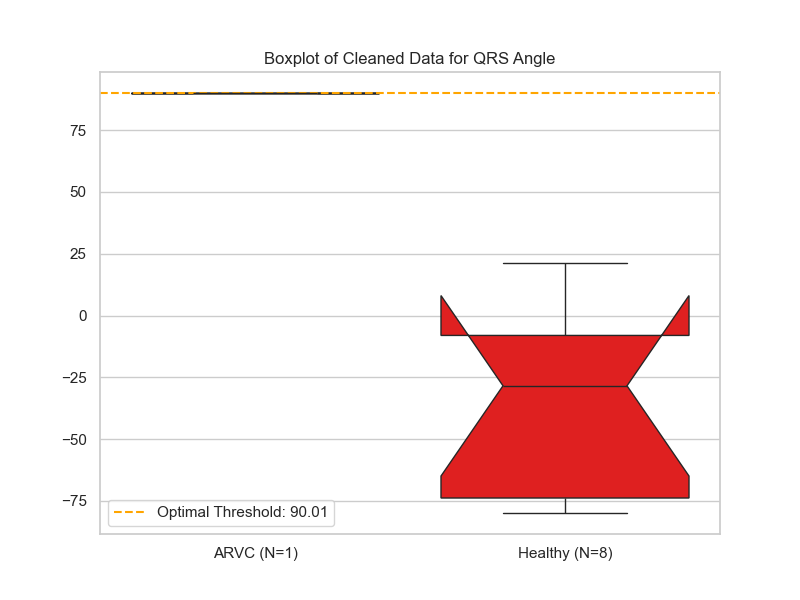 Boxplot of Cleaned Data for QRS Angle
75
50
25
0
−25
−50
−75
Optimal Threshold: 90.01
ARVC (N=1)
Healthy (N=8)